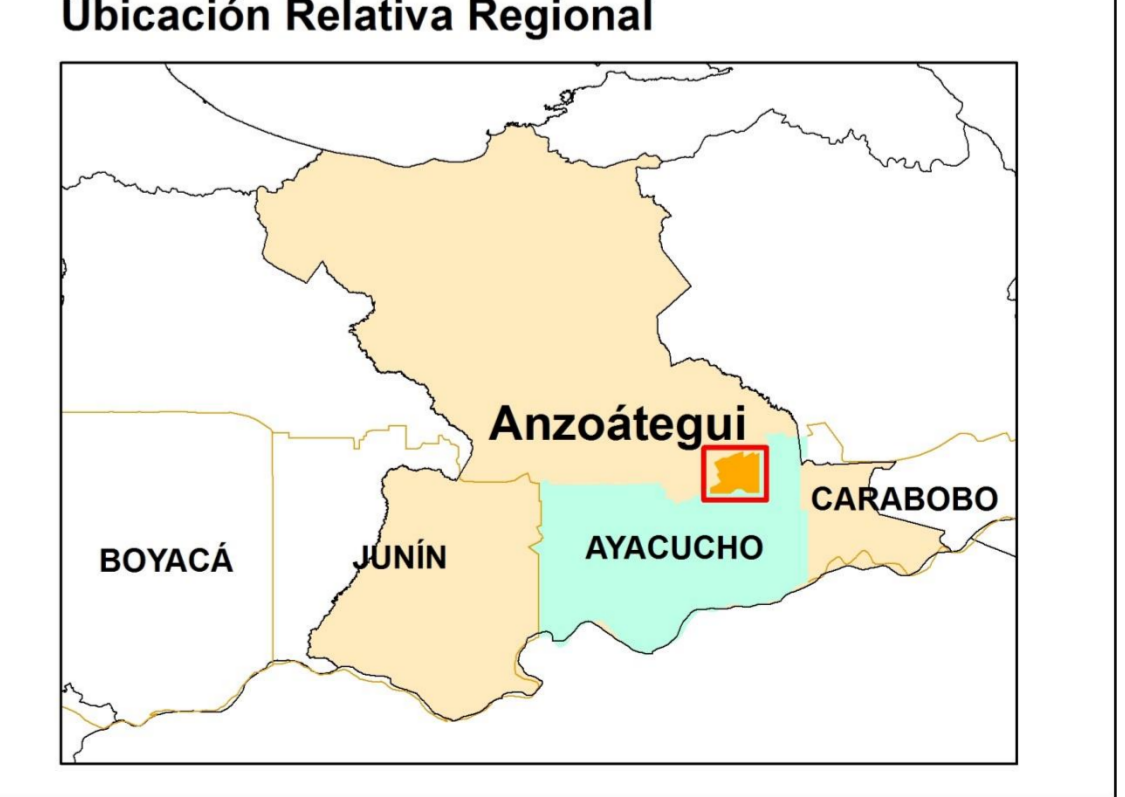 Ubicación Relativa Regional
Anzoátegui
CARABOBO
AYACUCHO
BOYACÁ
JUNÍN